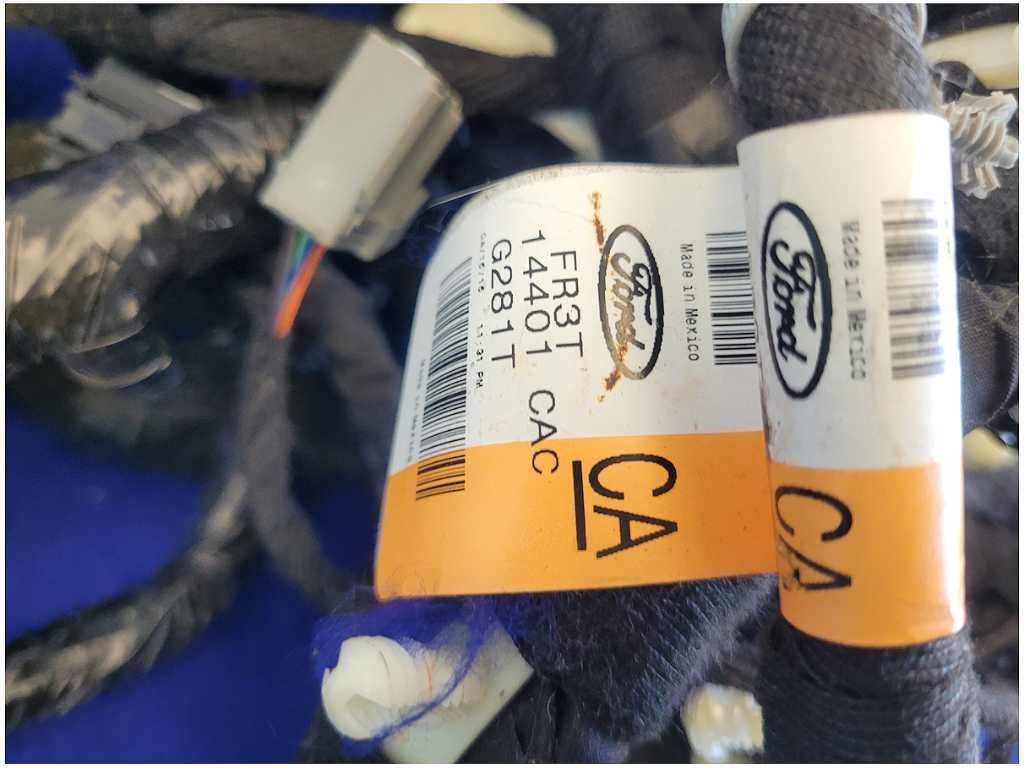 Made in Mexico
Ford
FR3T
14401 CAC
G281T
CA
Made in Mexico
Ford
CA